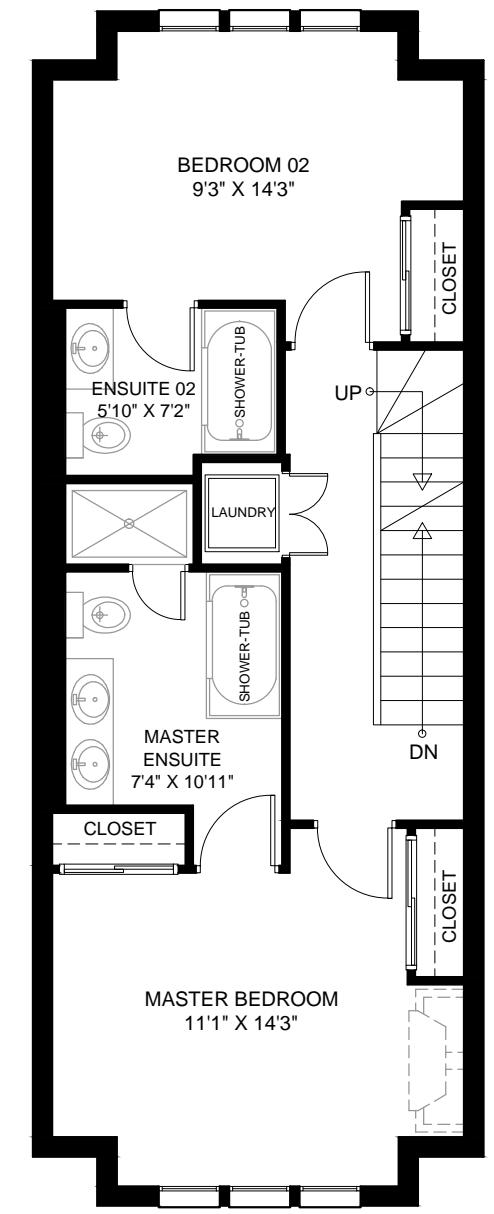 BEDROOM 02
9'3" X 14'3"
CLOSET
SHOWER-TUB
ENSUITE 02
5'10" X 7'2"
UP
LAUNDRY
SHOWER-TUB
MASTER
ENSUITE
7'4" X 10'11"
DN
CLOSET
CLOSET
MASTER BEDROOM
11'1" X 14'3"